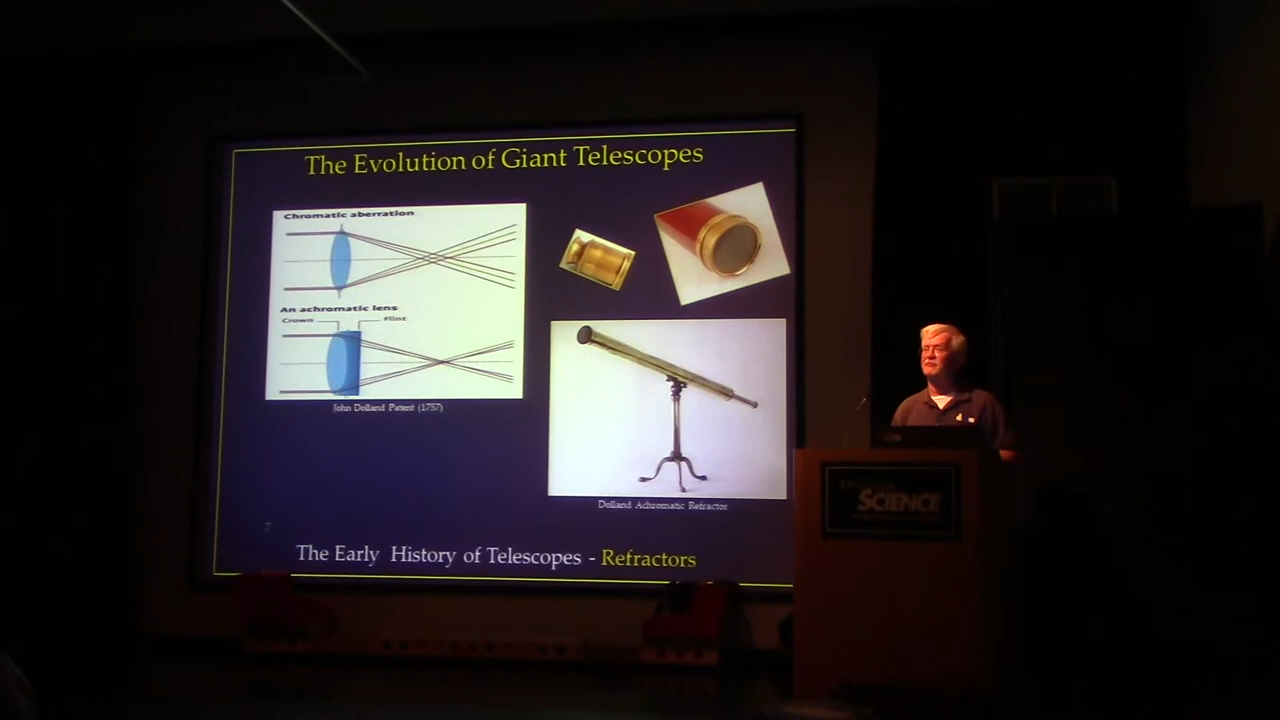 The Evolution of Giant Telescopes
Chromatic aberration
An achromatic lens
Crown
Flint
John Dolland Patent (1757)
Dolland Achromatic Refractor
7
The Early History of Telescopes - Refractors
SCIENCE